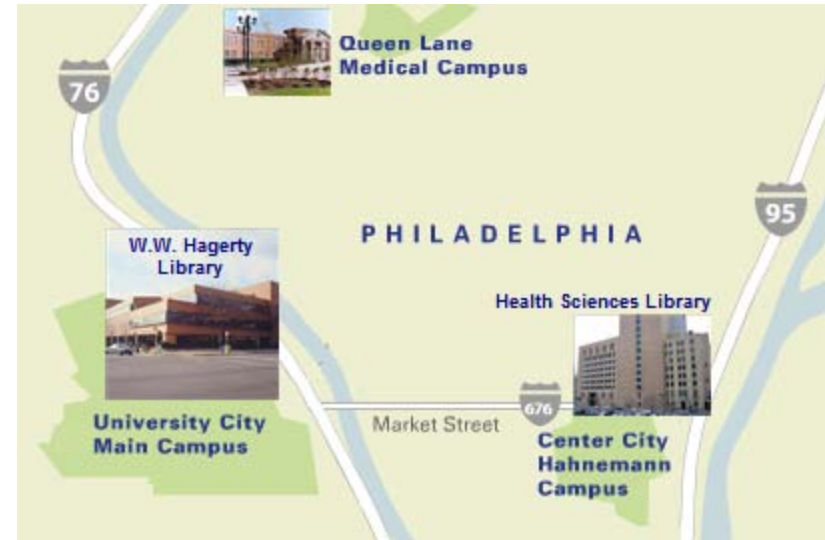 Queen Lane
Medical Campus
76
PHILADELPHIA
95
W.W. Hagerty
Library
Health Sciences Library
676
Market Street
University City
Main Campus
Center City
Hahnemann
Campus